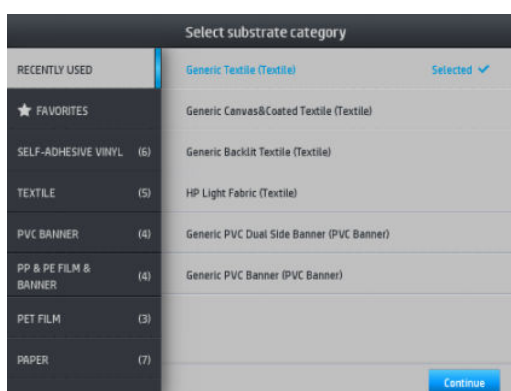 Select substrate category
RECENTLY USED
FAVORITES
SELF-ADHESIVE VINYL (6)
TEXTILE (5)
PVC BANNER (4)
PP & PE FILM &
BANNER (4)
PET FILM (3)
PAPER (7)
Generic Textile (Textile) Selected
Generic Canvas&Coated Textile (Textile)
Generic Backlit Textile (Textile)
HP Light Fabric (Textile)
Generic PVC Dual Side Banner (PVC Banner)
Generic PVC Banner (PVC Banner)
Continue